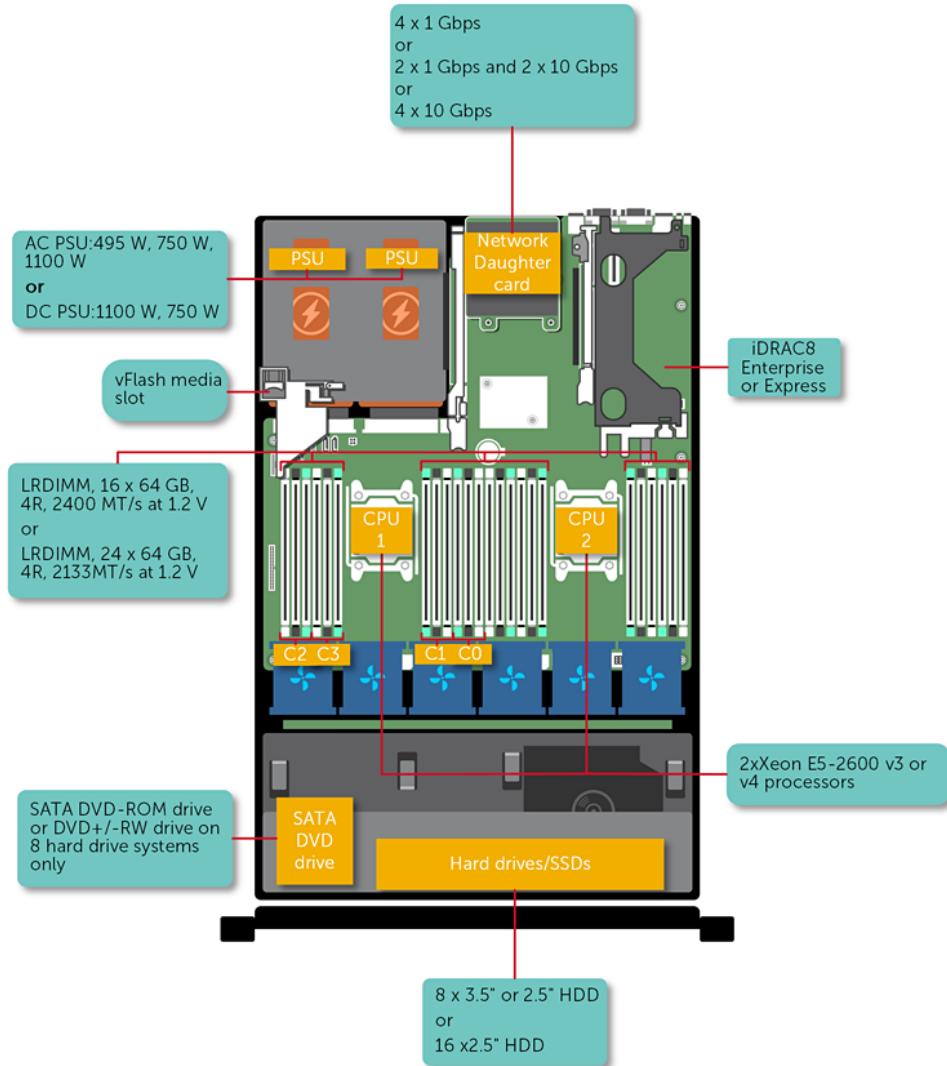 4 x 1 Gbps
or
2 x 1 Gbps and 2 x 10 Gbps
or
4 x 10 Gbps
AC PSU:495 W, 750 W,
1100 W
or
DC PSU:1100 W, 750 W
PSU
PSU
Network
Daughter
card
vFlash media
slot
iDRAC8
Enterprise
or Express
LRDIMM, 16 x 64 GB,
4R, 2400 MT/s at 1.2 V
or
LRDIMM, 24 x 64 GB,
4R, 2133MT/s at 1.2 V
CPU
1
CPU
2
C2
C3
C1
C0
2xXeon E5-2600 v3 or
v4 processors
SATA DVD-ROM drive
or DVD+/-RW drive on
8 hard drive systems
only
SATA
DVD
drive
Hard drives/SSDs
8 x 3.5" or 2.5" HDD
or
16 x2.5" HDD